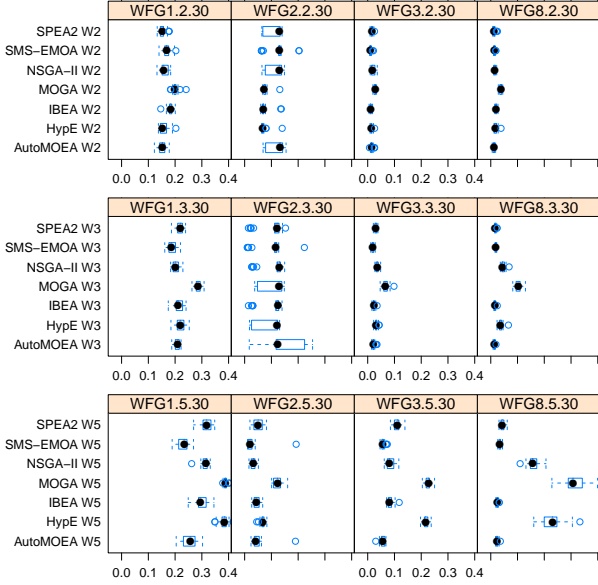 WFG1.2.30 WFG2.2.30 WFG3.2.30 WFG8.2.30
SPEA2 W2
SMS−EMOA W2
NSGA−II W2
MOGA W2
IBEA W2
HypE W2
AutoMOEA W2
0.0 0.1 0.2 0.3 0.4 0.0 0.1 0.2 0.3 0.4
WFG1.3.30 WFG2.3.30 WFG3.3.30 WFG8.3.30
SPEA2 W3
SMS−EMOA W3
NSGA−II W3
MOGA W3
IBEA W3
HypE W3
AutoMOEA W3
0.0 0.1 0.2 0.3 0.4 0.0 0.1 0.2 0.3 0.4
WFG1.5.30 WFG2.5.30 WFG3.5.30 WFG8.5.30
SPEA2 W5
SMS−EMOA W5
NSGA−II W5
MOGA W5
IBEA W5
HypE W5
AutoMOEA W5
0.0 0.1 0.2 0.3 0.4 0.0 0.1 0.2 0.3 0.4